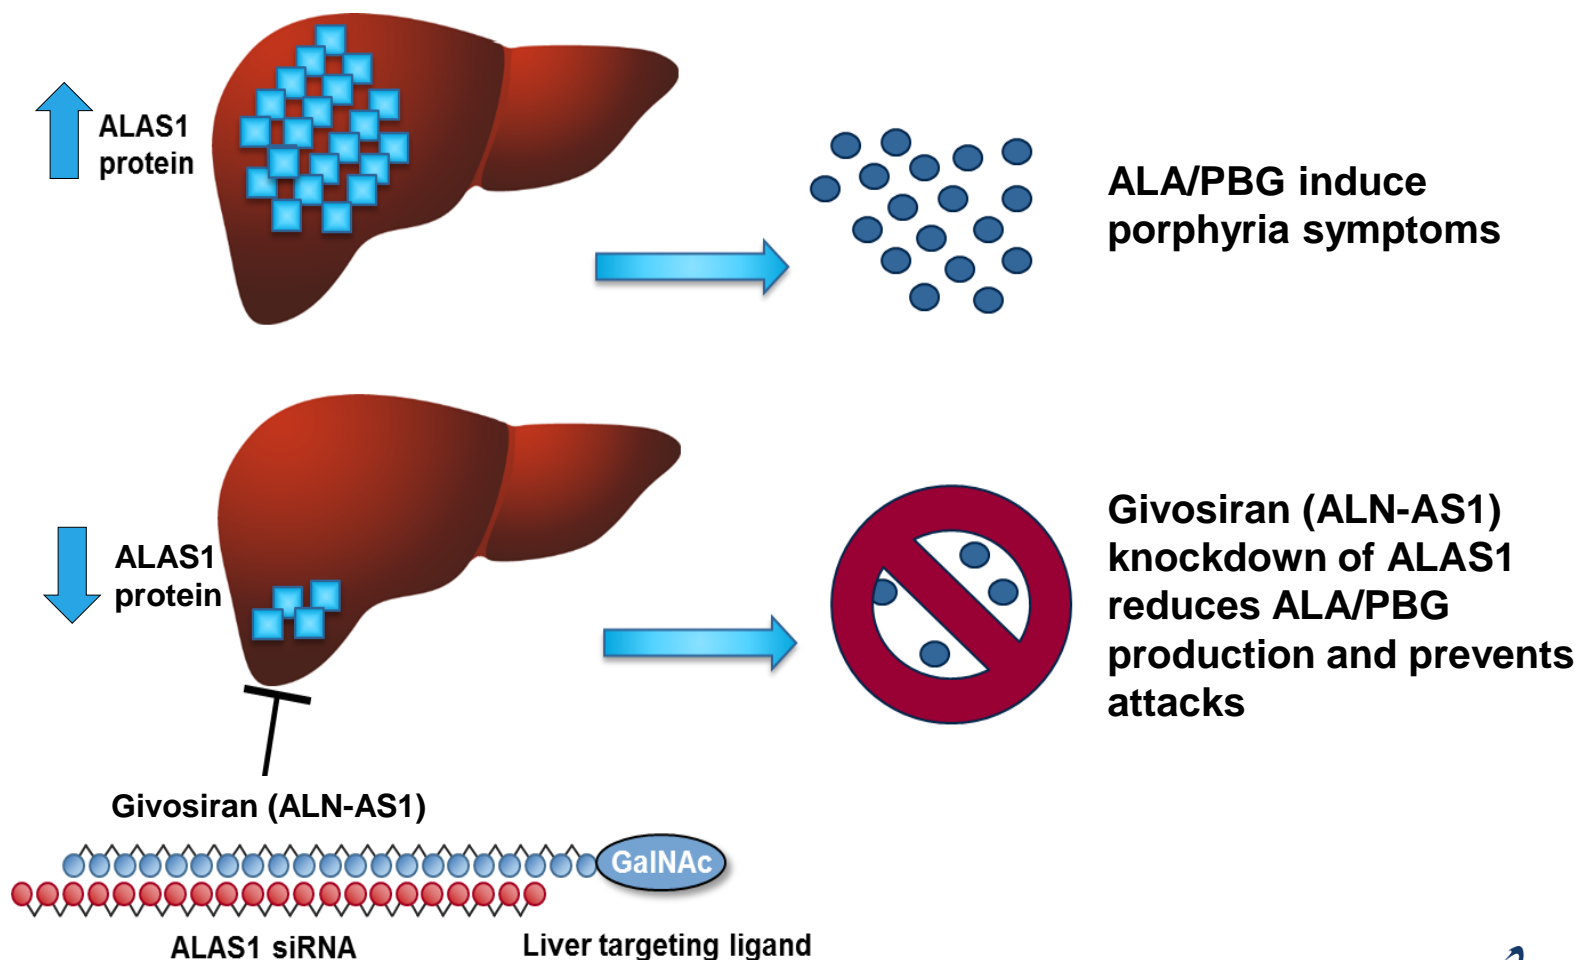 ALAS1
protein
ALA/PBG induce
porphyria symptoms
ALAS1
protein
Givosiran (ALN-AS1)
knockdown of ALAS1
reduces ALA/PBG
production and prevents
attacks
Givosiran (ALN-AS1)
GalNAc
ALAS1 siRNA
Liver targeting ligand